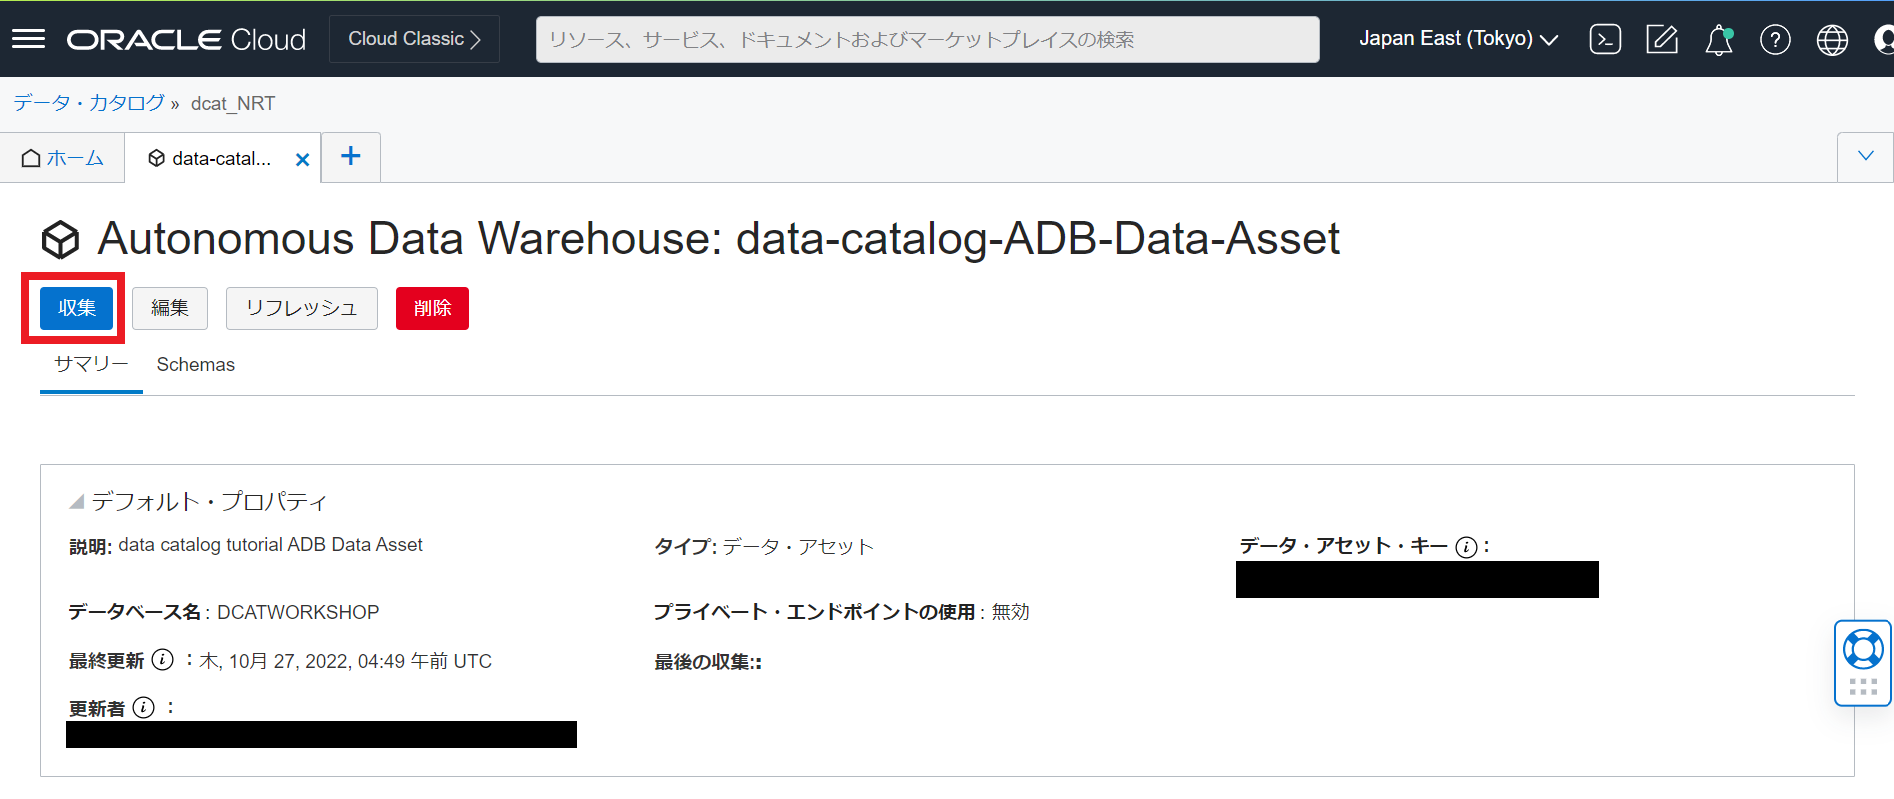 ORACLE Cloud Cloud Classic リソース、サービス、ドキュメントおよびマーケットプレイスの検索 Japan East (Tokyo)
データ・カタログ » dcat_NRT
ホーム data-catal... × +
Autonomous Data Warehouse: data-catalog-ADB-Data-Asset
収集 編集 リフレッシュ 削除
サマリー Schemas
デフォルト・プロパティ
説明: data catalog tutorial ADB Data Asset タイプ: データ・アセット データ・アセット・キー i :
データベース名 : DCATWORKSHOP プライベート・エンドポイントの使用 : 無効
最終更新 i : 木, 10月 27, 2022, 04:49 午前 UTC 最後の収集::
更新者 i :